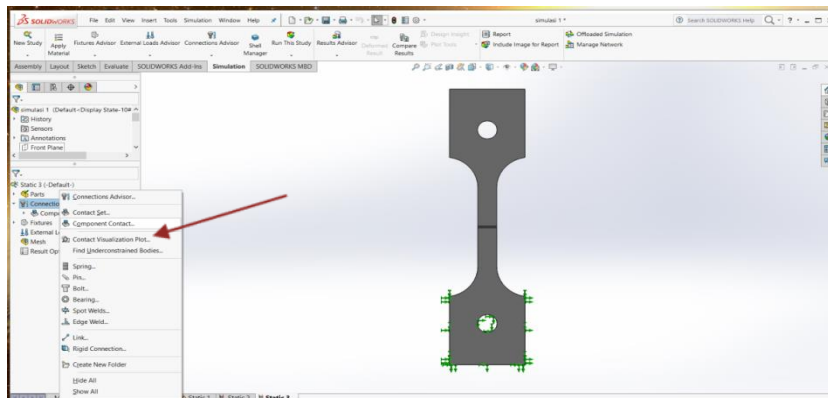 SOLIDWORKS File Edit View Insert Tools Simulation Window Help simulasi 1 * Search SOLIDWORKS Help
New Study Apply Material Fixtures Advisor External Loads Advisor Connections Advisor Shell Manager Run This Study Results Advisor Deformed Result Compare Results Design Insight Plot Tools Report Include Image for Report Offloaded Simulation Manage Network
Assembly Layout Sketch Evaluate SOLIDWORKS Add-Ins Simulation SOLIDWORKS MBD
simulasi 1 (Default<Display State-10#
History
Sensors
Annotations
Front Plane
Static 3 (-Default-)
Parts
Connectio
Compo
Fixtures
External L
Mesh
Result Op
Connections Advisor...
Contact Set...
Component Contact...
Contact Visualization Plot...
Find Underconstrained Bodies...
Spring...
Pin...
Bolt...
Bearing...
Spot Welds...
Edge Weld...
Link...
Rigid Connection...
Create New Folder
Hide All
Show All
Static 1 Static 2 Static 3